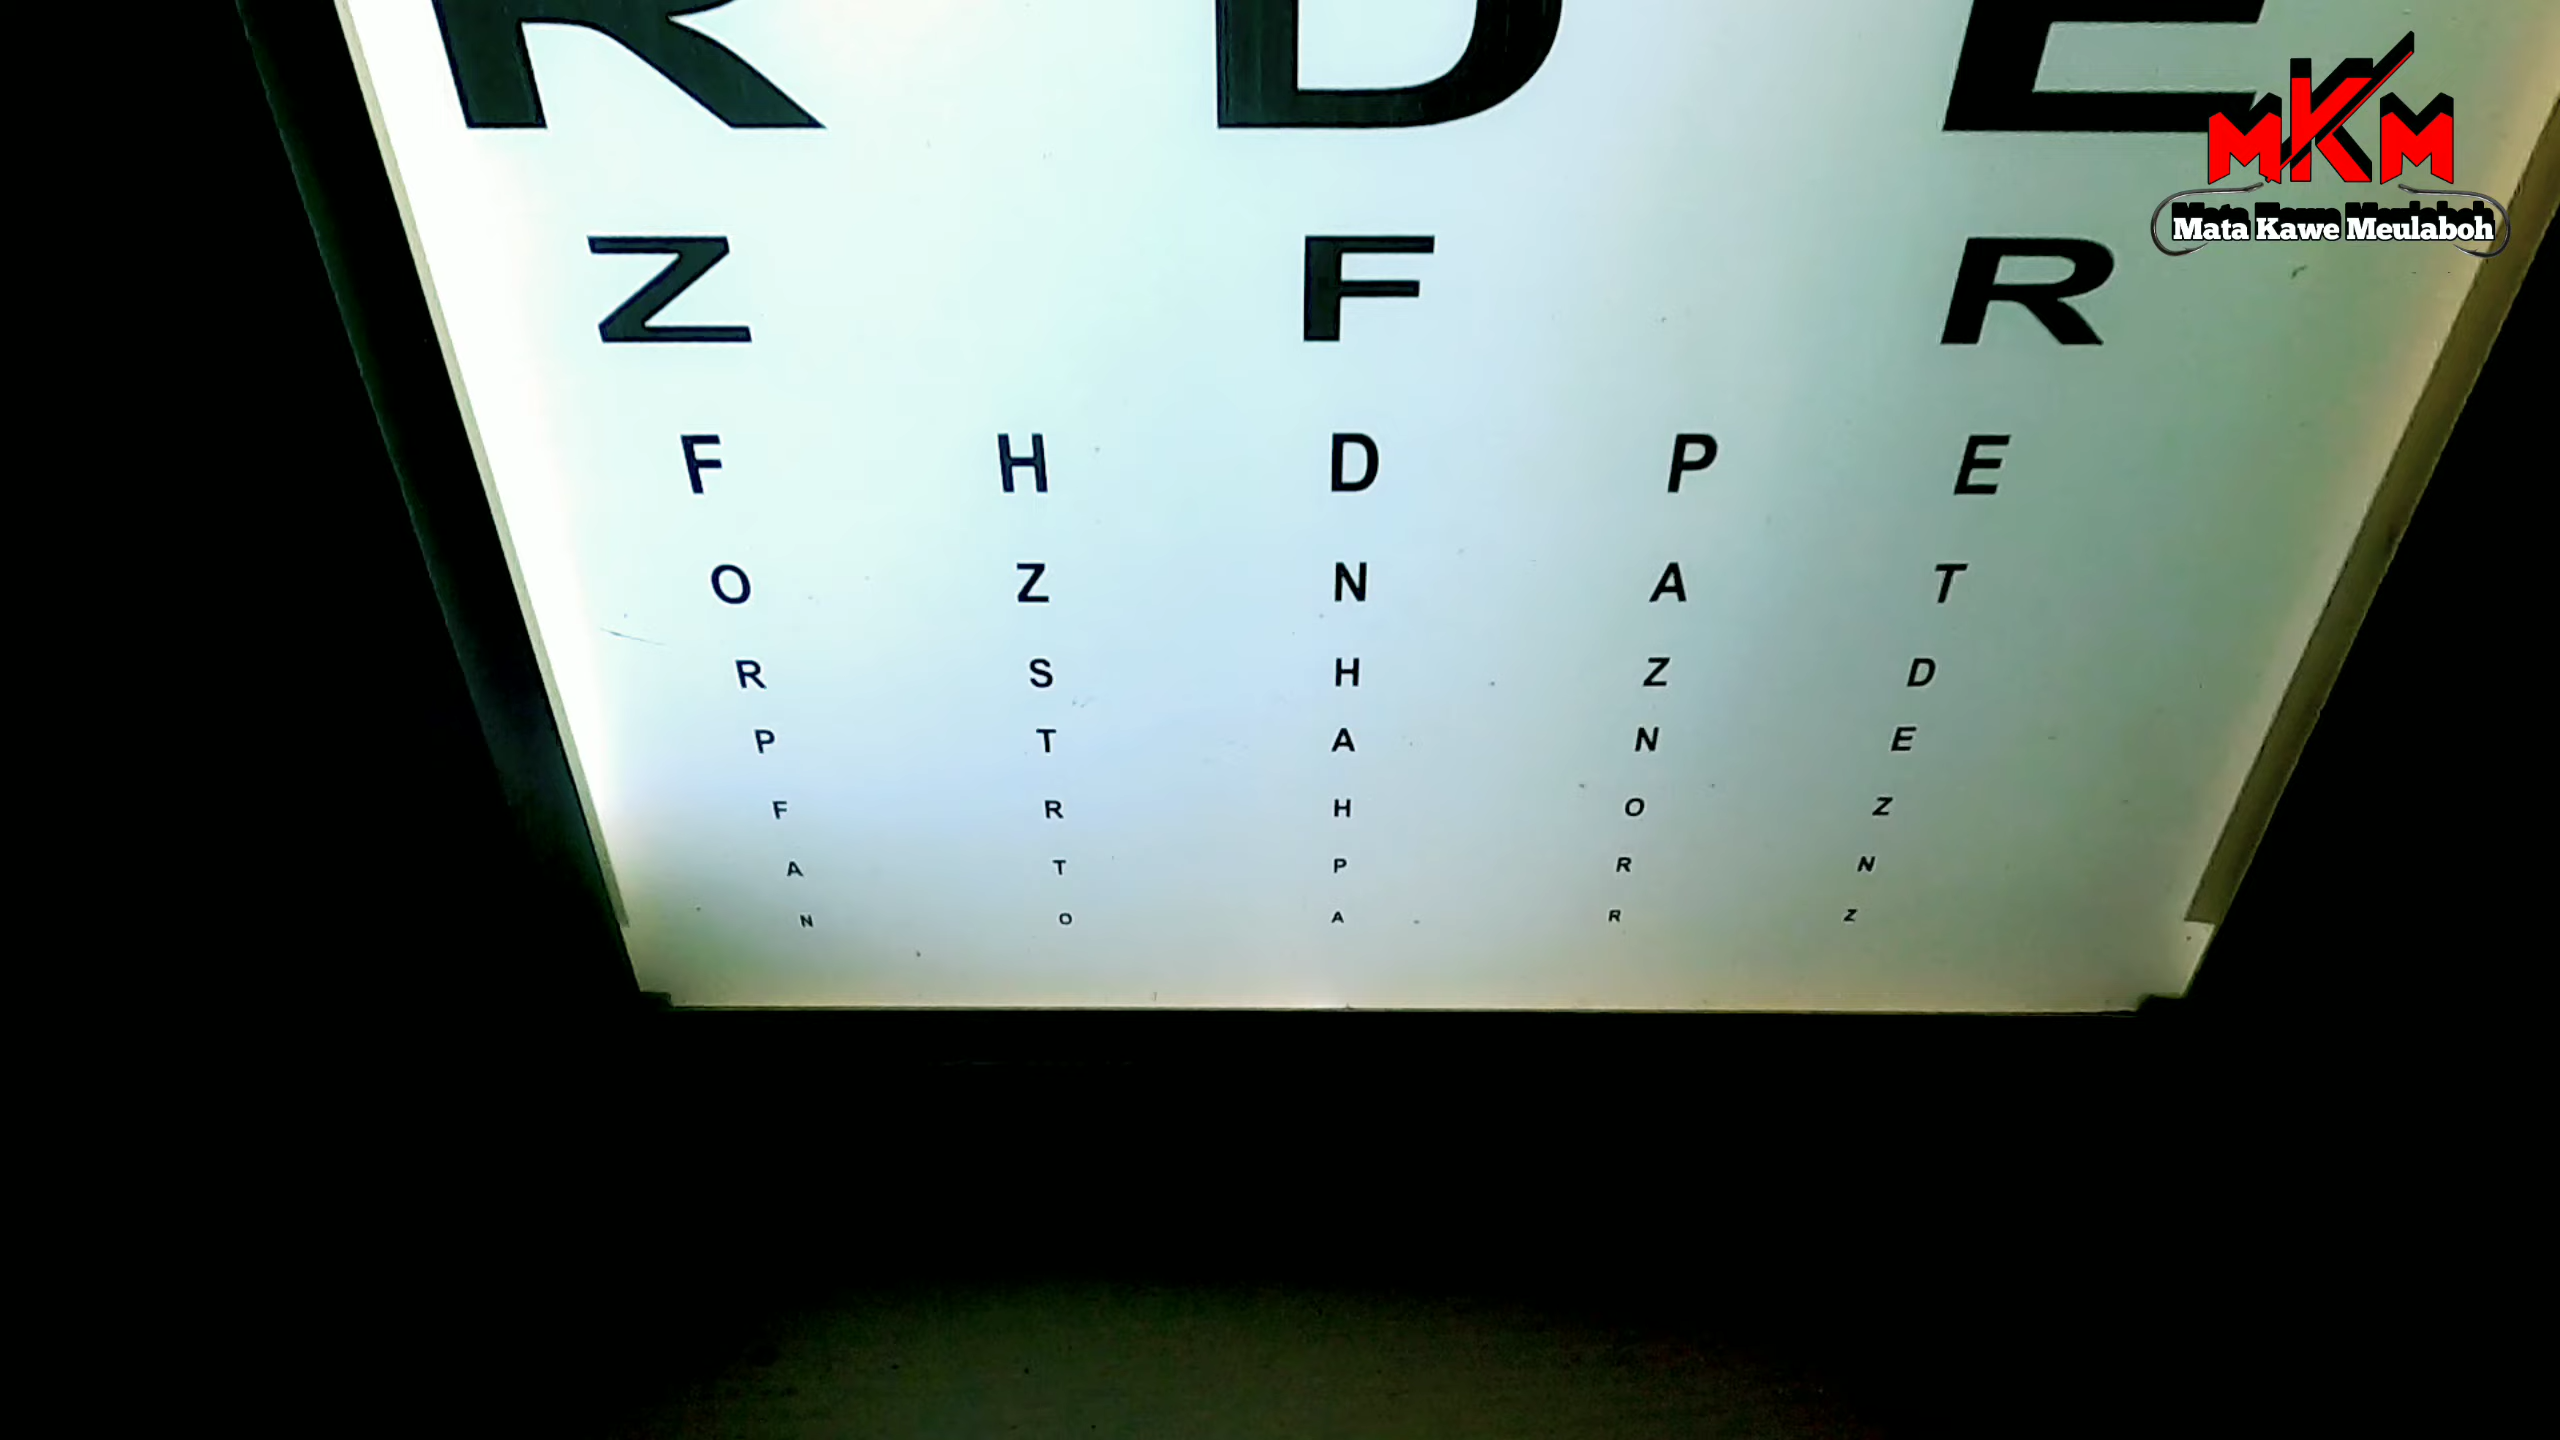 R D E
MKM
Mata Kawe Meulaboh
Z F R
F H D P E
O Z N A T
R S H Z D
P T A N E
F R H O Z
A T P R N
N O A R Z